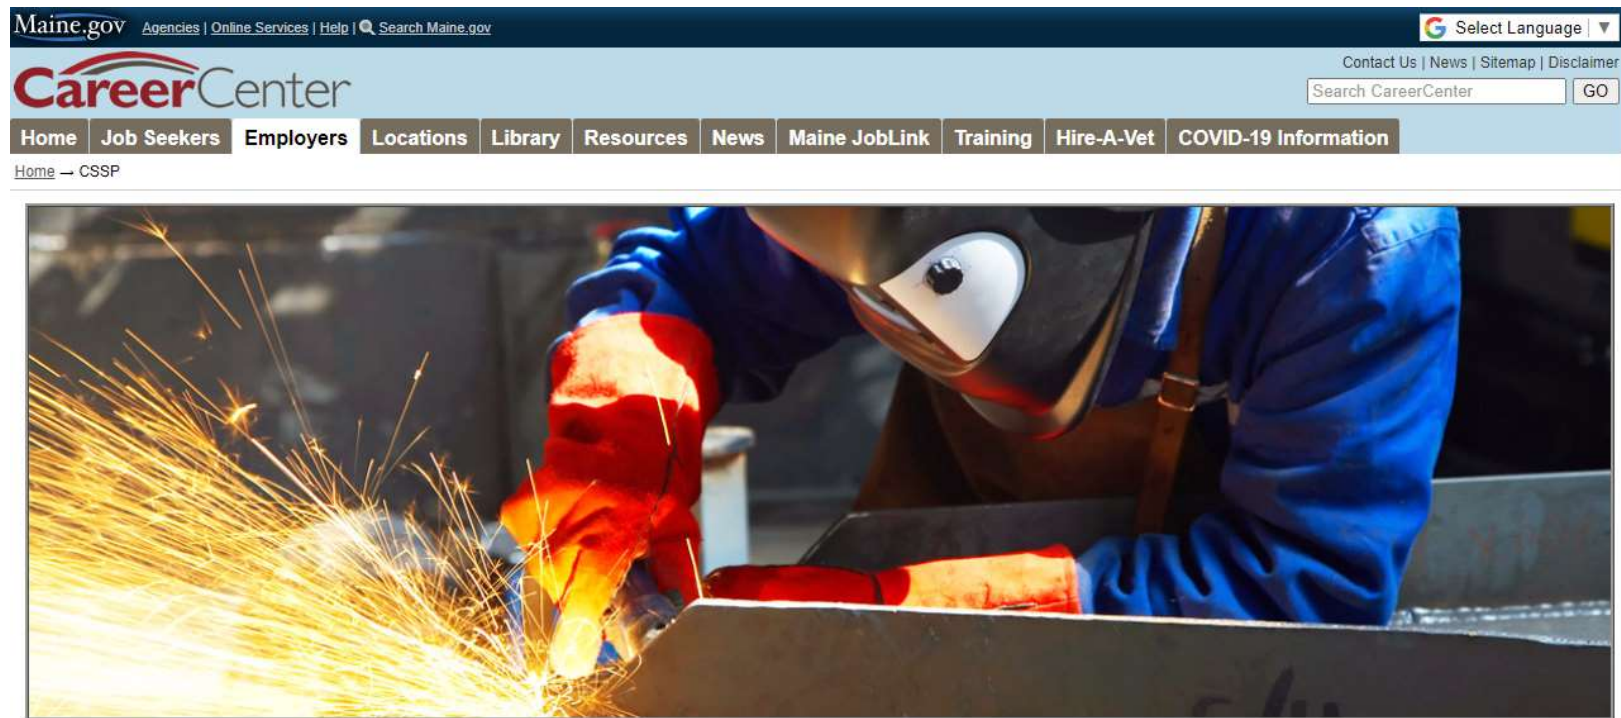 Maine.gov Agencies | Online Services | Help | Search Maine.gov Select Language ▼
Contact Us | News | Sitemap | Disclaimer
CareerCenter
Search CareerCenter GO
Home Job Seekers Employers Locations Library Resources News Maine JobLink Training Hire-A-Vet COVID-19 Information
Home → CSSP